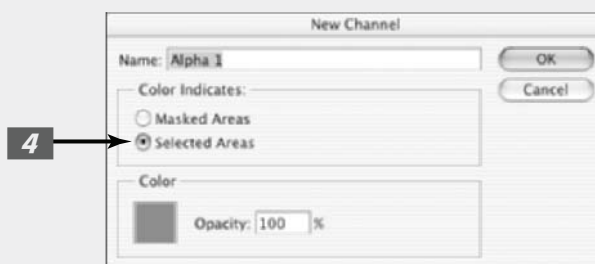 New Channel
Name: Alpha 1
OK
Color Indicates:
Cancel
Masked Areas
4
Selected Areas
Color
Opacity: 100 %